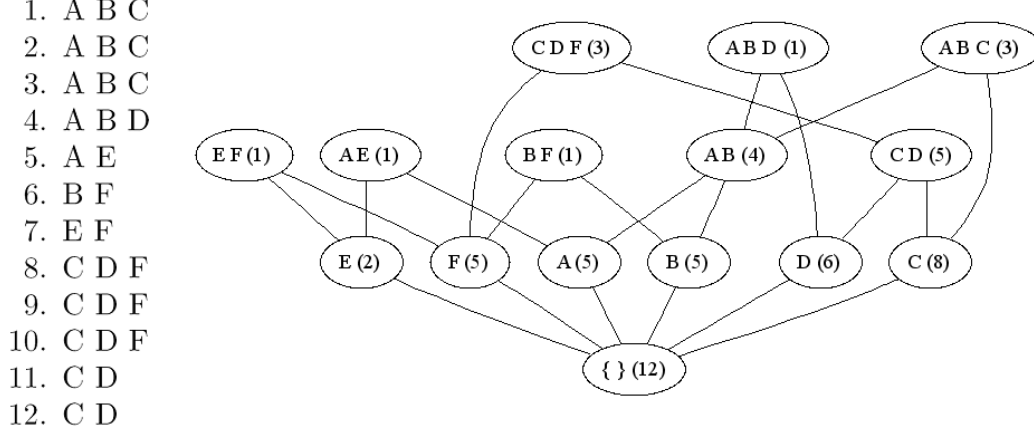 1. A B C
2. A B C
3. A B C
4. A B D
5. A E
6. B F
7. E F
8. C D F
9. C D F
10. C D F
11. C D
12. C D
C D F (3) A B D (1) A B C (3)
E F (1) A E (1) B F (1) A B (4) C D (5)
E (2) F (5) A (5) B (5) D (6) C (8)
{ } (12)